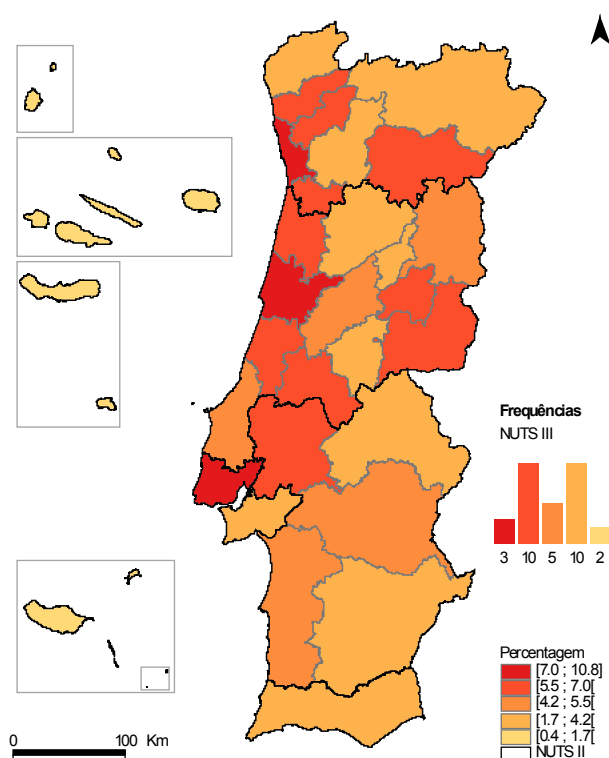 Frequências
NUTS III
3 10 5 10 2
Percentagem
[7.0 ; 10.8]
[5.5 ; 7.0[
[4.2 ; 5.5[
[1.7 ; 4.2[
[0.4 ; 1.7[
NUTS II
0 100 Km